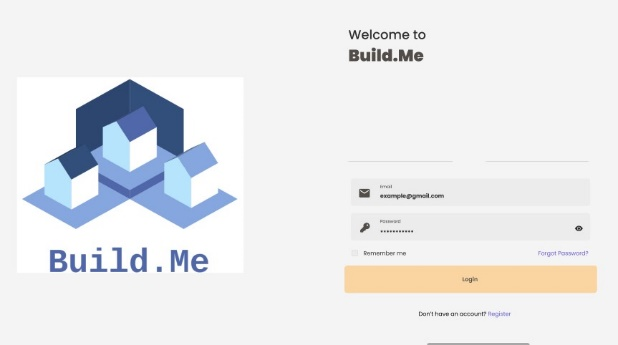 Welcome to
Build.Me
Build.Me
Email
example@gmail.com
Password
***********
Remember me
Forgot Password?
Login
Don't have an account? Register